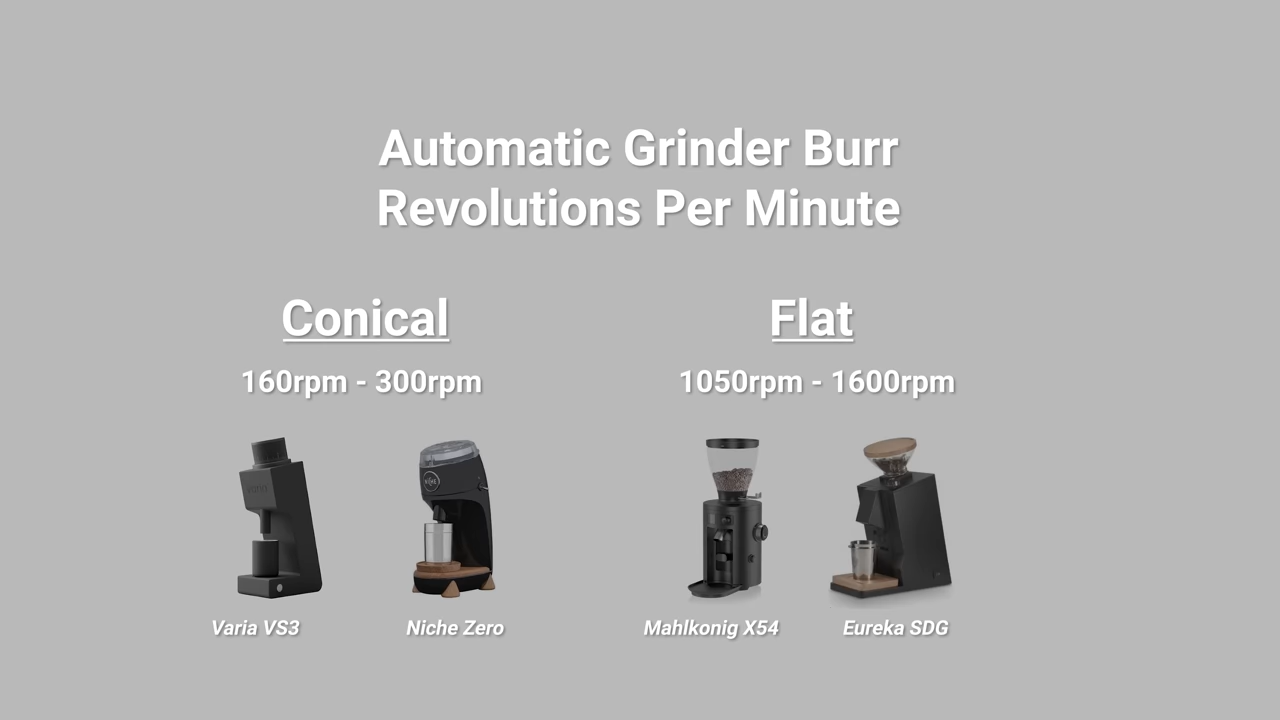 Automatic Grinder Burr
Revolutions Per Minute
Conical
Flat
160rpm - 300rpm
1050rpm - 1600rpm
Varia VS3
Niche Zero
Mahlkonig X54
Eureka SDG